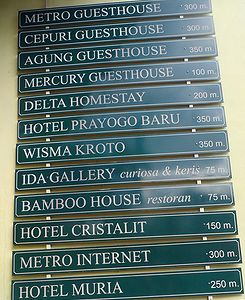 METRO GUESTHOUSE 300 m.
CEPURI GUESTHOUSE 300 m.
AGUNG GUESTHOUSE 350 m.
MERCURY GUESTHOUSE 100 m.
DELTA HOMESTAY 200 m.
HOTEL PRAYOGO BARU 350 m.
WISMA KROTO 350 m.
IDA GALLERY curiosa & keris 75 m.
BAMBOO HOUSE restoran 75 m.
HOTEL CRISTALIT 150 m.
METRO INTERNET 300 m.
HOTEL MURIA 250 m.